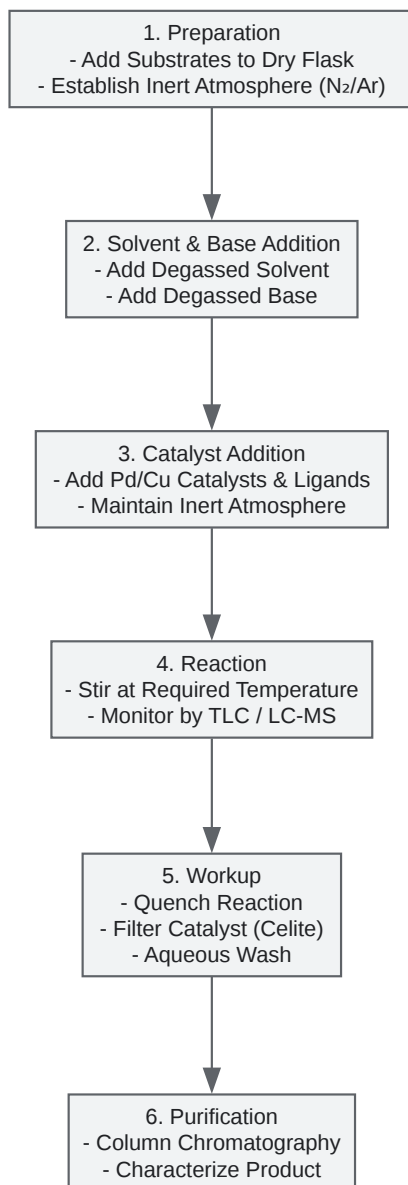 1. Preparation
- Add Substrates to Dry Flask
- Establish Inert Atmosphere (N₂/Ar)
2. Solvent & Base Addition
- Add Degassed Solvent
- Add Degassed Base
3. Catalyst Addition
- Add Pd/Cu Catalysts & Ligands
- Maintain Inert Atmosphere
4. Reaction
- Stir at Required Temperature
- Monitor by TLC / LC-MS
5. Workup
- Quench Reaction
- Filter Catalyst (Celite)
- Aqueous Wash
6. Purification
- Column Chromatography
- Characterize Product